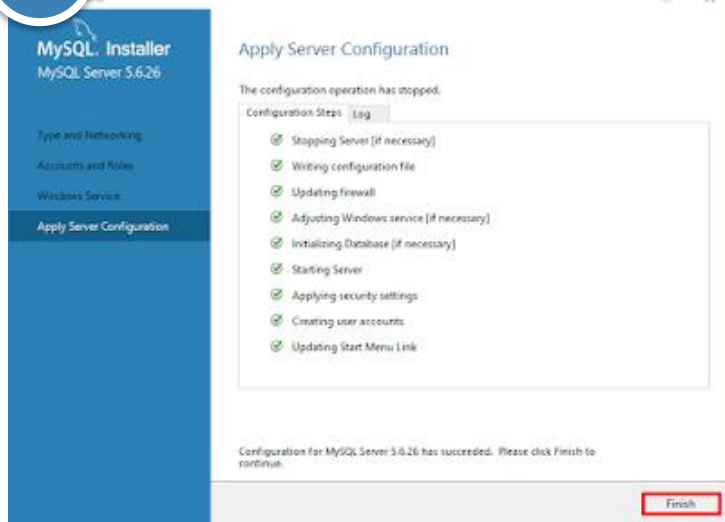 MySQL. Installer
MySQL Server 5.6.26
Apply Server Configuration
The configuration operation has stopped.
Configuration Steps Log
Type and Networking
Accounts and Roles
Windows Service
Apply Server Configuration
Stopping Server [if necessary]
Writing configuration file
Updating firewall
Adjusting Windows service [if necessary]
Initializing Database [if necessary]
Starting Server
Applying security settings
Creating user accounts
Updating Start Menu Link
Configuration for MySQL Server 5.6.26 has succeeded. Please click Finish to
continue.
Finish